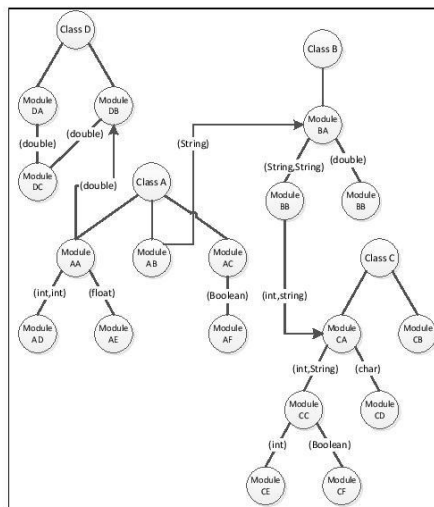 Class D
Class B
Module
DA
Module
DB
Module
BA
(double)
(double)
(String)
Module
DC
(String,String)
(double)
(double)
Class A
Module
BB
Module
BB
Module
AA
Module
AB
Module
AC
Class C
(int,int)
(float)
(Boolean)
(int,string)
Module
AD
Module
AE
Module
AF
Module
CA
Module
CB
(int,String)
(char)
Module
CC
Module
CD
(int)
(Boolean)
Module
CE
Module
CF